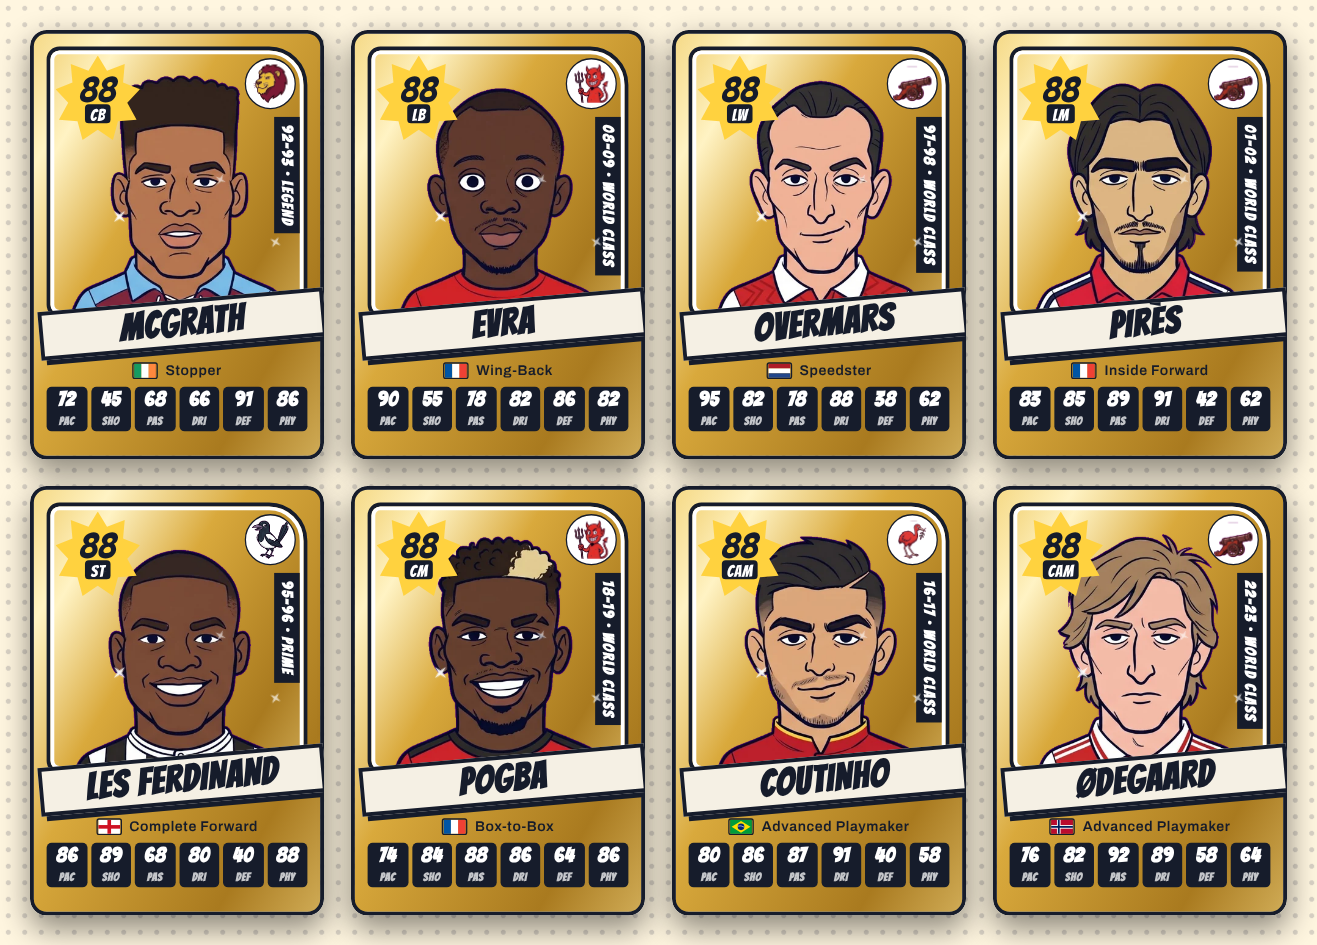 88
CB
92-93 • LEGEND
MCGRATH
Stopper
72 45 68 66 91 86
PAC SHO PAS DRI DEF PHY
88
LB
08-09 • WORLD CLASS
EVRA
Wing-Back
90 55 78 82 86 82
PAC SHO PAS DRI DEF PHY
88
LW
97-98 • WORLD CLASS
OVERMARS
Speedster
95 82 78 88 38 62
PAC SHO PAS DRI DEF PHY
88
LM
01-02 • WORLD CLASS
PIRÈS
Inside Forward
83 85 89 91 42 62
PAC SHO PAS DRI DEF PHY
88
ST
95-96 • PRIME
LES FERDINAND
Complete Forward
86 89 68 80 40 88
PAC SHO PAS DRI DEF PHY
88
CM
18-19 • WORLD CLASS
POGBA
Box-to-Box
74 84 88 86 64 86
PAC SHO PAS DRI DEF PHY
88
CAM
16-17 • WORLD CLASS
COUTINHO
Advanced Playmaker
80 86 87 91 40 58
PAC SHO PAS DRI DEF PHY
88
CAM
22-23 • WORLD CLASS
ØDEGAARD
Advanced Playmaker
76 82 92 89 58 64
PAC SHO PAS DRI DEF PHY